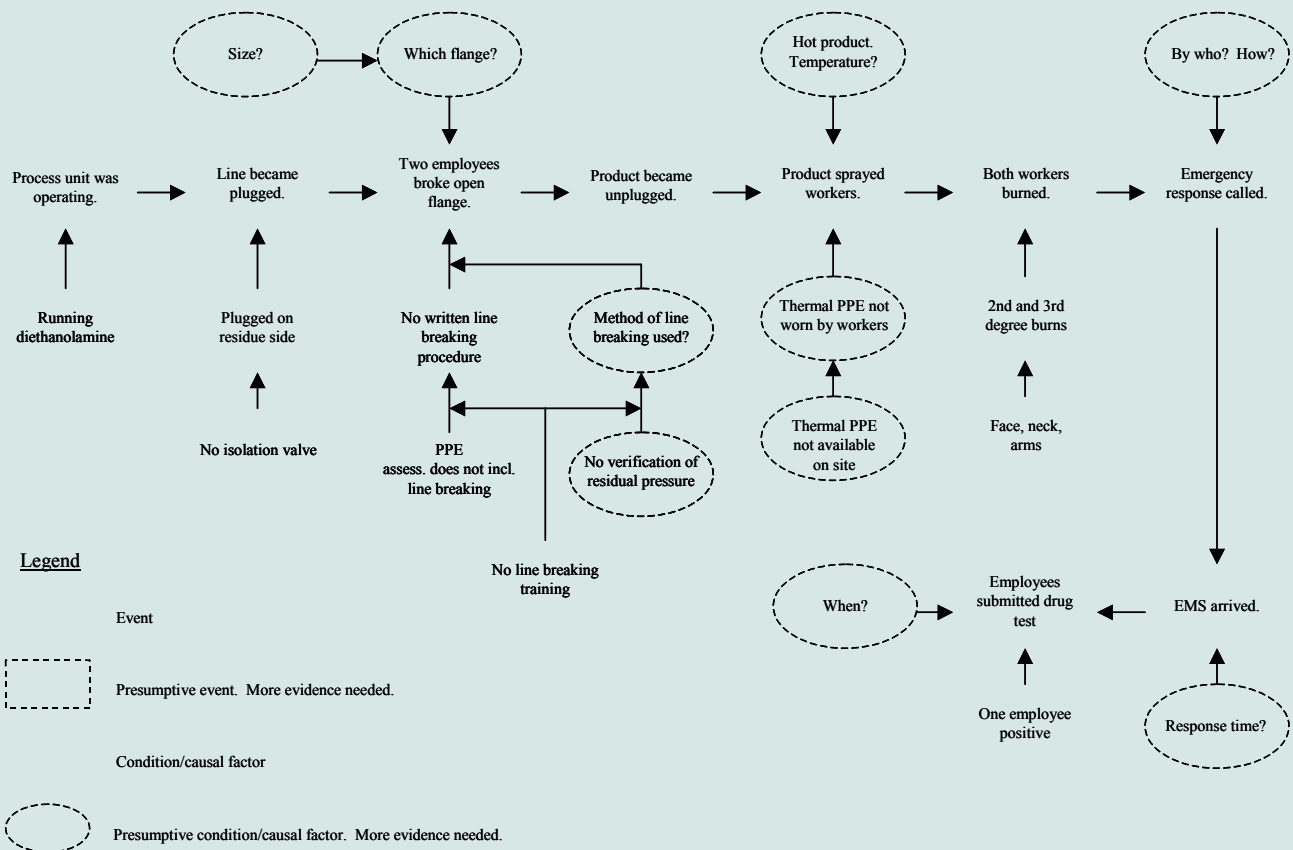 Size?
Which flange?
Hot product.
Temperature?
By who? How?
Process unit was
operating.
Line became
plugged.
Two employees
broke open
flange.
Product became
unplugged.
Product sprayed
workers.
Both workers
burned.
Emergency
response called.
Running
diethanolamine
Plugged on
residue side
No written line
breaking
procedure
Method of line
breaking used?
Thermal PPE not
worn by workers
2nd and 3rd
degree burns
No isolation valve
PPE
assess. does not incl.
line breaking
No verification of
residual pressure
Thermal PPE
not available
on site
Face, neck,
arms
No line breaking
training
When?
Employees
submitted drug
test
EMS arrived.
One employee
positive
Response time?
Legend
Event
Presumptive event. More evidence needed.
Condition/causal factor
Presumptive condition/causal factor. More evidence needed.